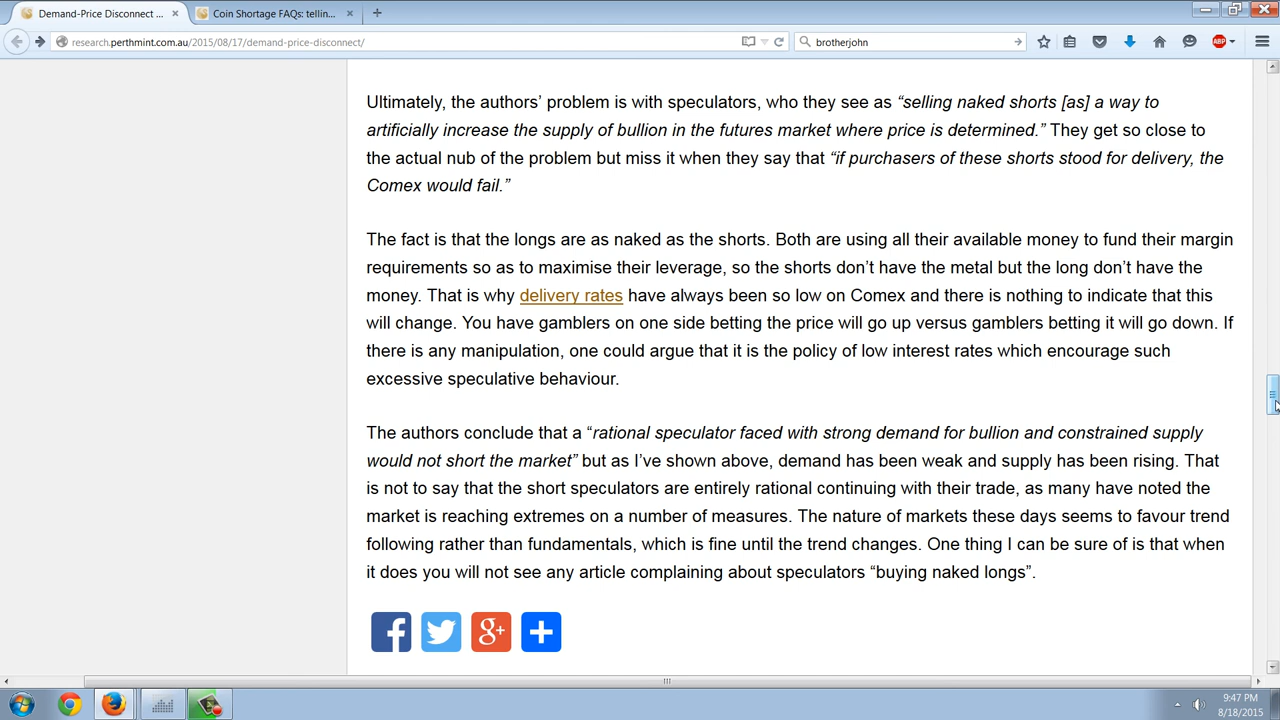 Demand-Price Disconnect ...
Coin Shortage FAQs: tellin...
research.perthmint.com.au/2015/08/17/demand-price-disconnect/
brotherjohn
ABP
Ultimately, the authors’ problem is with speculators, who they see as “selling naked shorts [as] a way to
artificially increase the supply of bullion in the futures market where price is determined.” They get so close to
the actual nub of the problem but miss it when they say that “if purchasers of these shorts stood for delivery, the
Comex would fail.”
The fact is that the longs are as naked as the shorts. Both are using all their available money to fund their margin
requirements so as to maximise their leverage, so the shorts don’t have the metal but the long don’t have the
money. That is why delivery rates have always been so low on Comex and there is nothing to indicate that this
will change. You have gamblers on one side betting the price will go up versus gamblers betting it will go down. If
there is any manipulation, one could argue that it is the policy of low interest rates which encourage such
excessive speculative behaviour.
The authors conclude that a “rational speculator faced with strong demand for bullion and constrained supply
would not short the market” but as I’ve shown above, demand has been weak and supply has been rising. That
is not to say that the short speculators are entirely rational continuing with their trade, as many have noted the
market is reaching extremes on a number of measures. The nature of markets these days seems to favour trend
following rather than fundamentals, which is fine until the trend changes. One thing I can be sure of is that when
it does you will not see any article complaining about speculators “buying naked longs”.
9:47 PM
8/18/2015